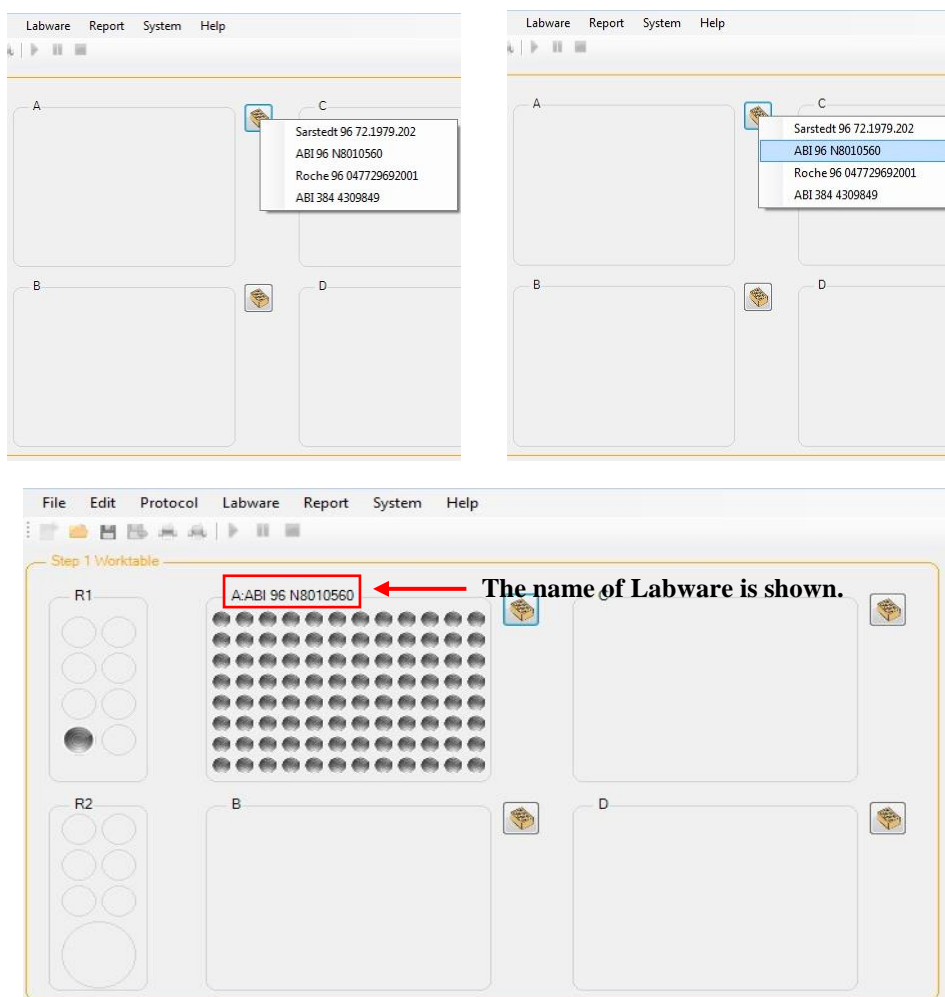 Labware Report System Help
A
C
Sarstedt 96 72.1979.202
ABI 96 N8010560
Roche 96 047729692001
ABI 384 4309849
B
D
Labware Report System Help
A
C
Sarstedt 96 72.1979.202
ABI 96 N8010560
Roche 96 047729692001
ABI 384 4309849
B
D
File Edit Protocol Labware Report System Help
Step 1 Worktable
R1
A:ABI 96 N8010560
The name of Labware is shown.
R2
B
D